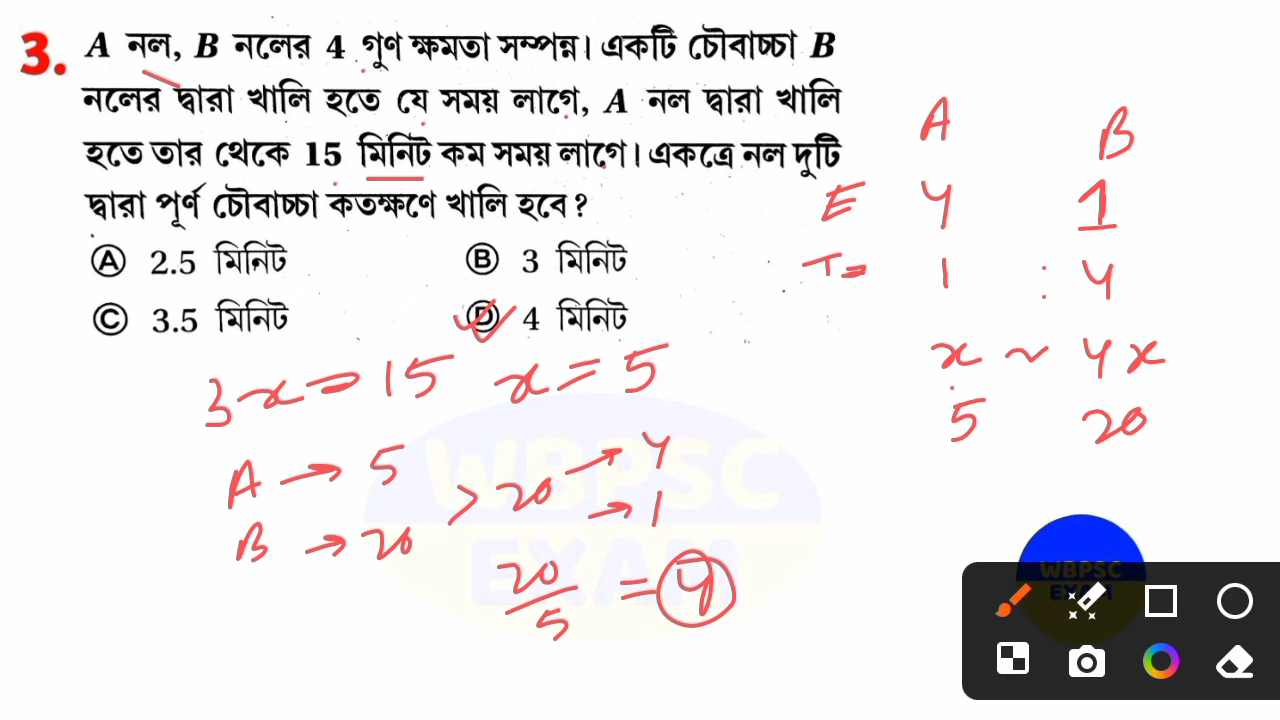 3. A নল, B নলের 4 গুণ ক্ষমতা সম্পন্ন। একটি চৌবাচ্চা B
নলের দ্বারা খালি হতে যে সময় লাগে, A নল দ্বারা খালি
হতে তার থেকে 15 মিনিট কম সময় লাগে। একত্রে নল দুটি
দ্বারা পূর্ণ চৌবাচ্চা কতক্ষণে খালি হবে?
Ⓐ 2.5 মিনিট Ⓑ 3 মিনিট
Ⓒ 3.5 মিনিট Ⓓ 4 মিনিট
A B
E 4 1
T = 1 : 4
x ~ 4x
5 20
3x = 15 x = 5
A → 5
B → 20
> 20 → 4
→ 1
20/5 = 4
WBPSC
EXAM
WBPSC
EXAM